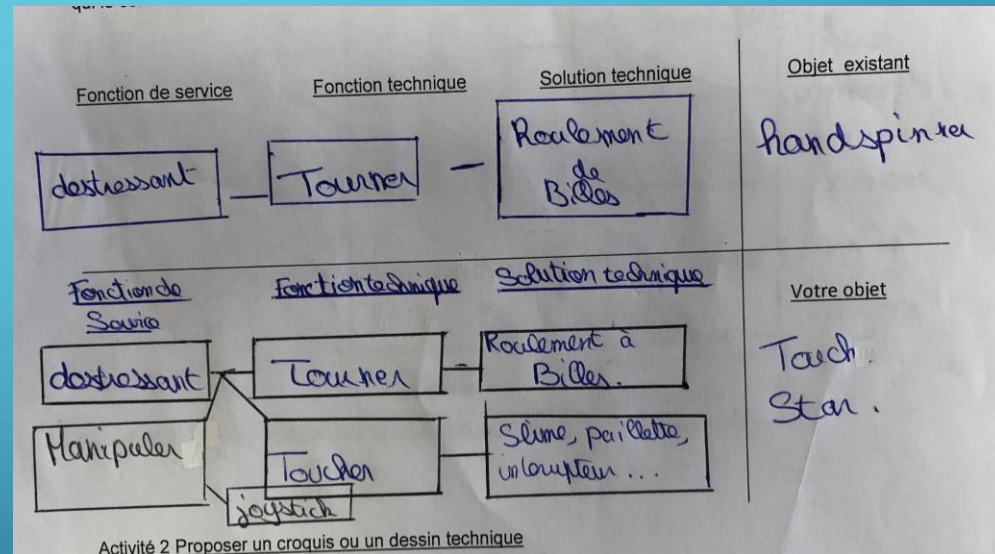 Fonction de service
Fonction technique
Solution technique
Objet existant
destressant
Tourner
Roulement
de
Billes
handspinner
Fonction de
Service
Fonction technique
Solution technique
Votre objet
destressant
Tourner
Roulement à
Billes.
Touch
Star.
Manipuler
Toucher
Slime, paillette,
interrupteur ...
joystick
Activité 2 Proposer un croquis ou un dessin technique